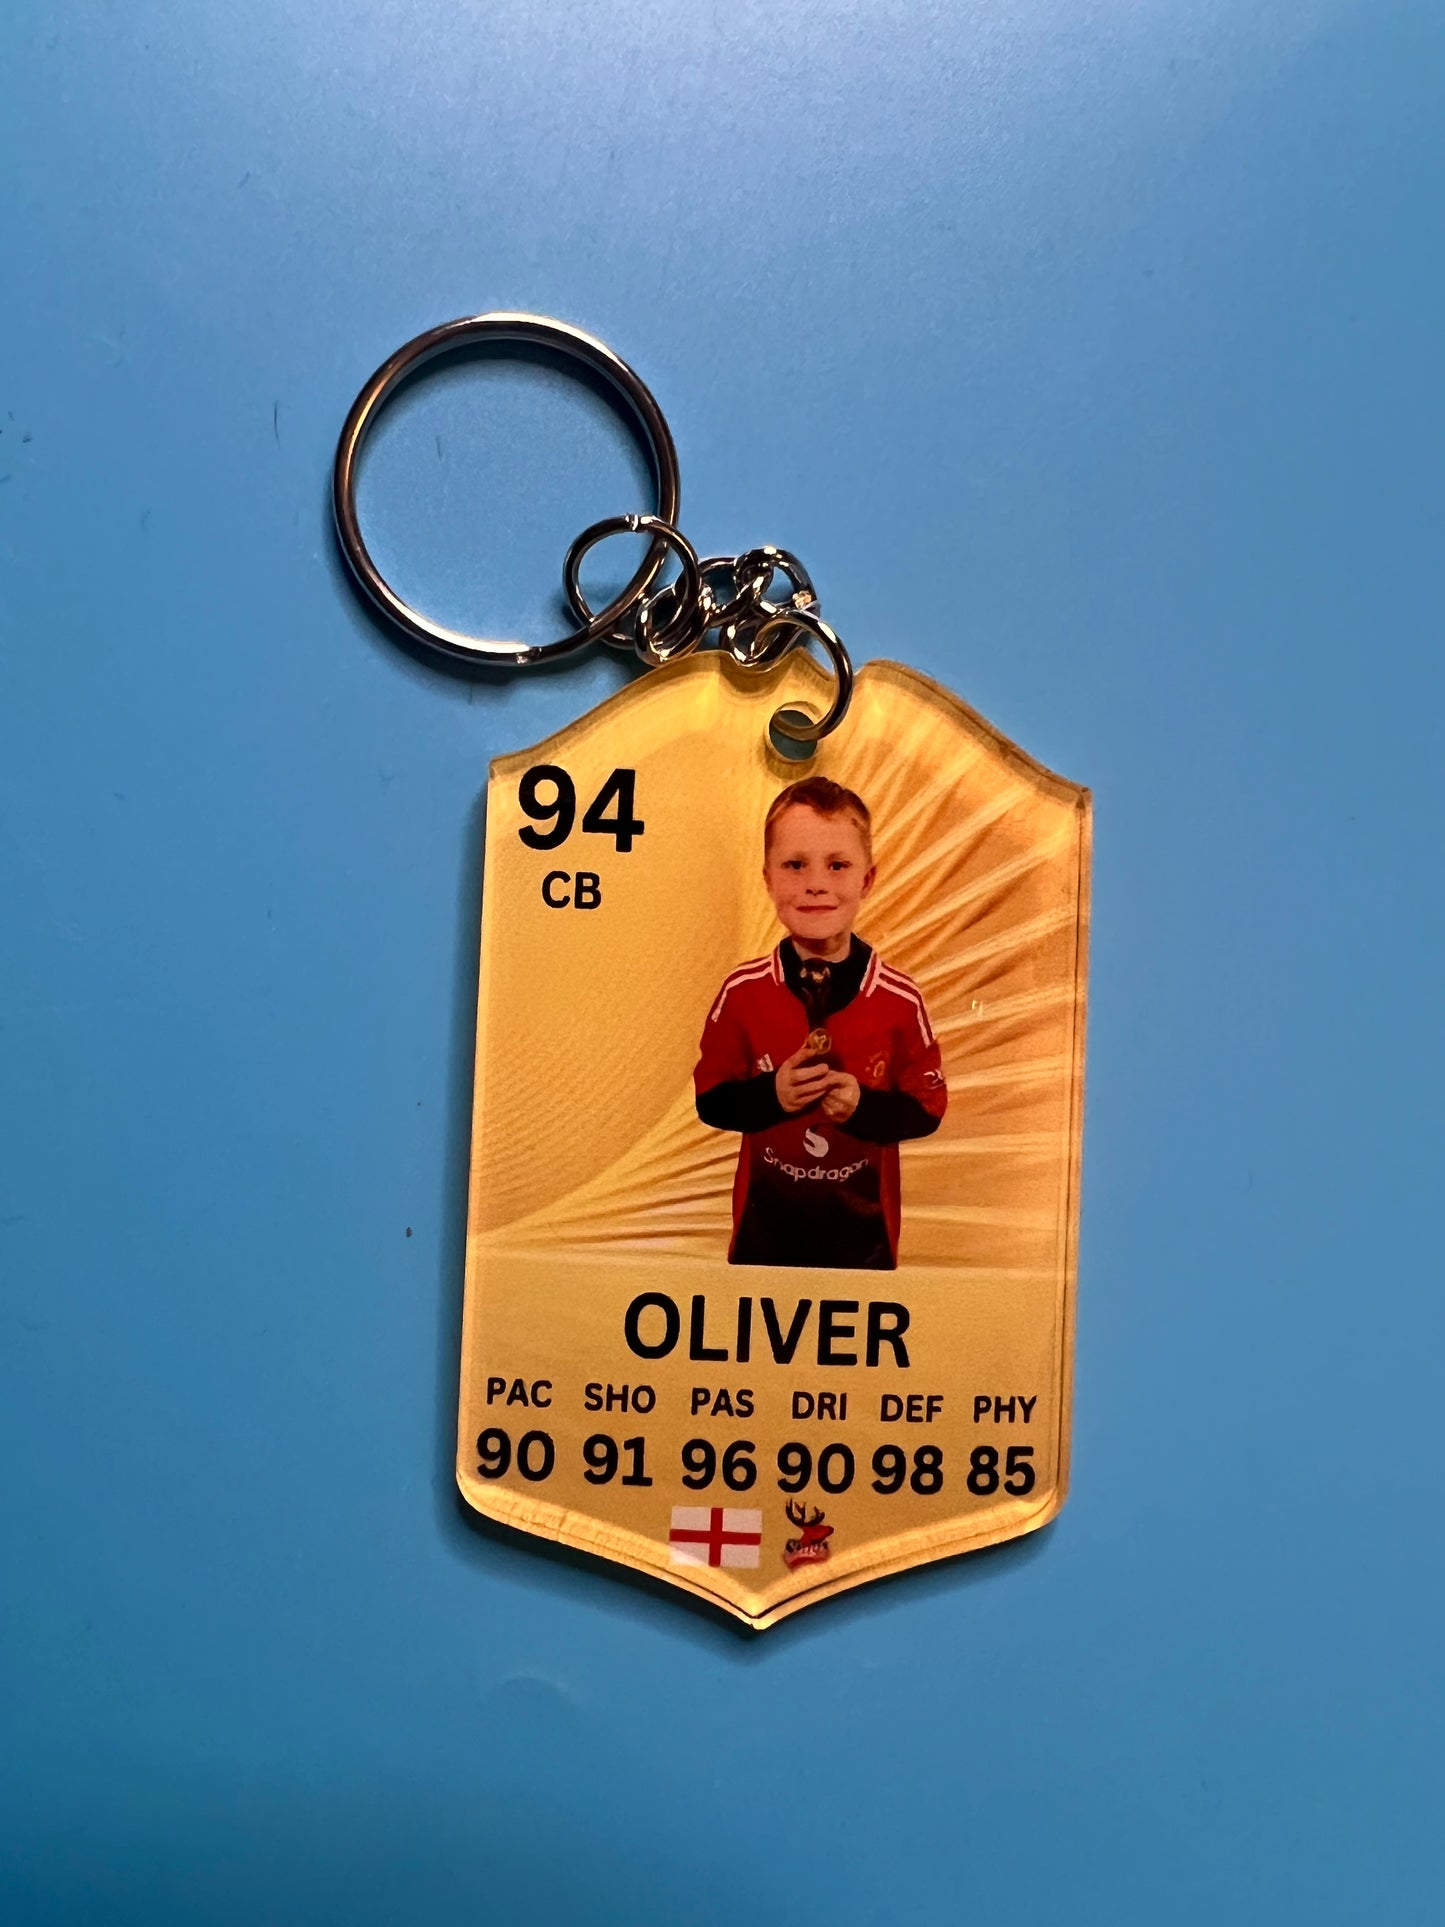 94
CB
Snapdragon
OLIVER
PAC SHO PAS DRI DEF PHY
90 91 96 90 98 85